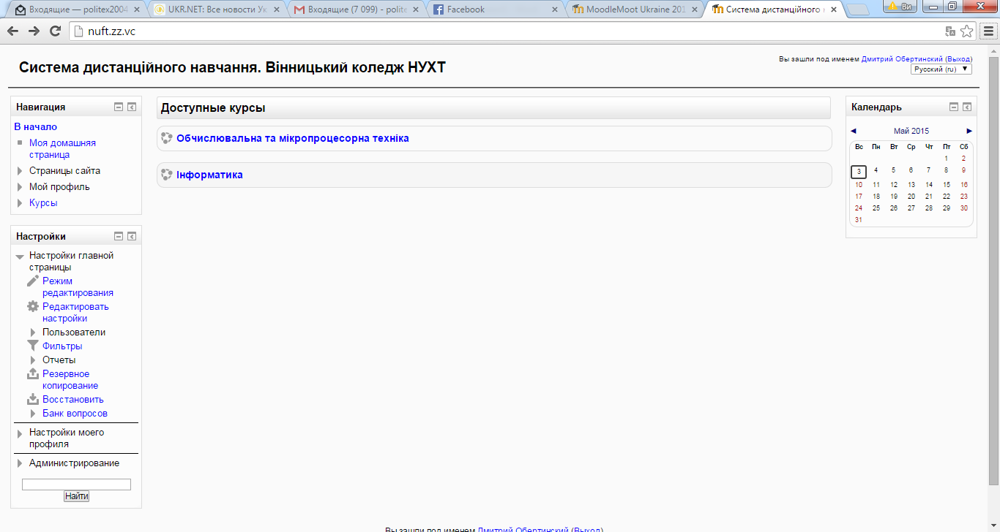 Входящие — politex2004
UKR.NET: Все новости Ук
Входящие (7 099) - polite
Facebook
MoodleMoot Ukraine 201
Система дистанційного
Ви
nuft.zz.vc
Система дистанційного навчання. Вінницький коледж НУХТ
Вы зашли под именем Дмитрий Обертинский (Выход)
Русский (ru)
Навигация
В начало
Моя домашняя
страница
Страницы сайта
Мой профиль
Курсы
Настройки
Настройки главной
страницы
Режим
редактирования
Редактировать
настройки
Пользователи
Фильтры
Отчеты
Резервное
копирование
Восстановить
Банк вопросов
Настройки моего
профиля
Администрирование
Найти
Доступные курсы
Обчислювальна та мікропроцесорна техніка
Інформатика
Календарь
Май 2015
Вс Пн Вт Ср Чт Пт Сб
1 2
3 4 5 6 7 8 9
10 11 12 13 14 15 16
17 18 19 20 21 22 23
24 25 26 27 28 29 30
31
Вы зашли под именем Дмитрий Обертинский (Выход)